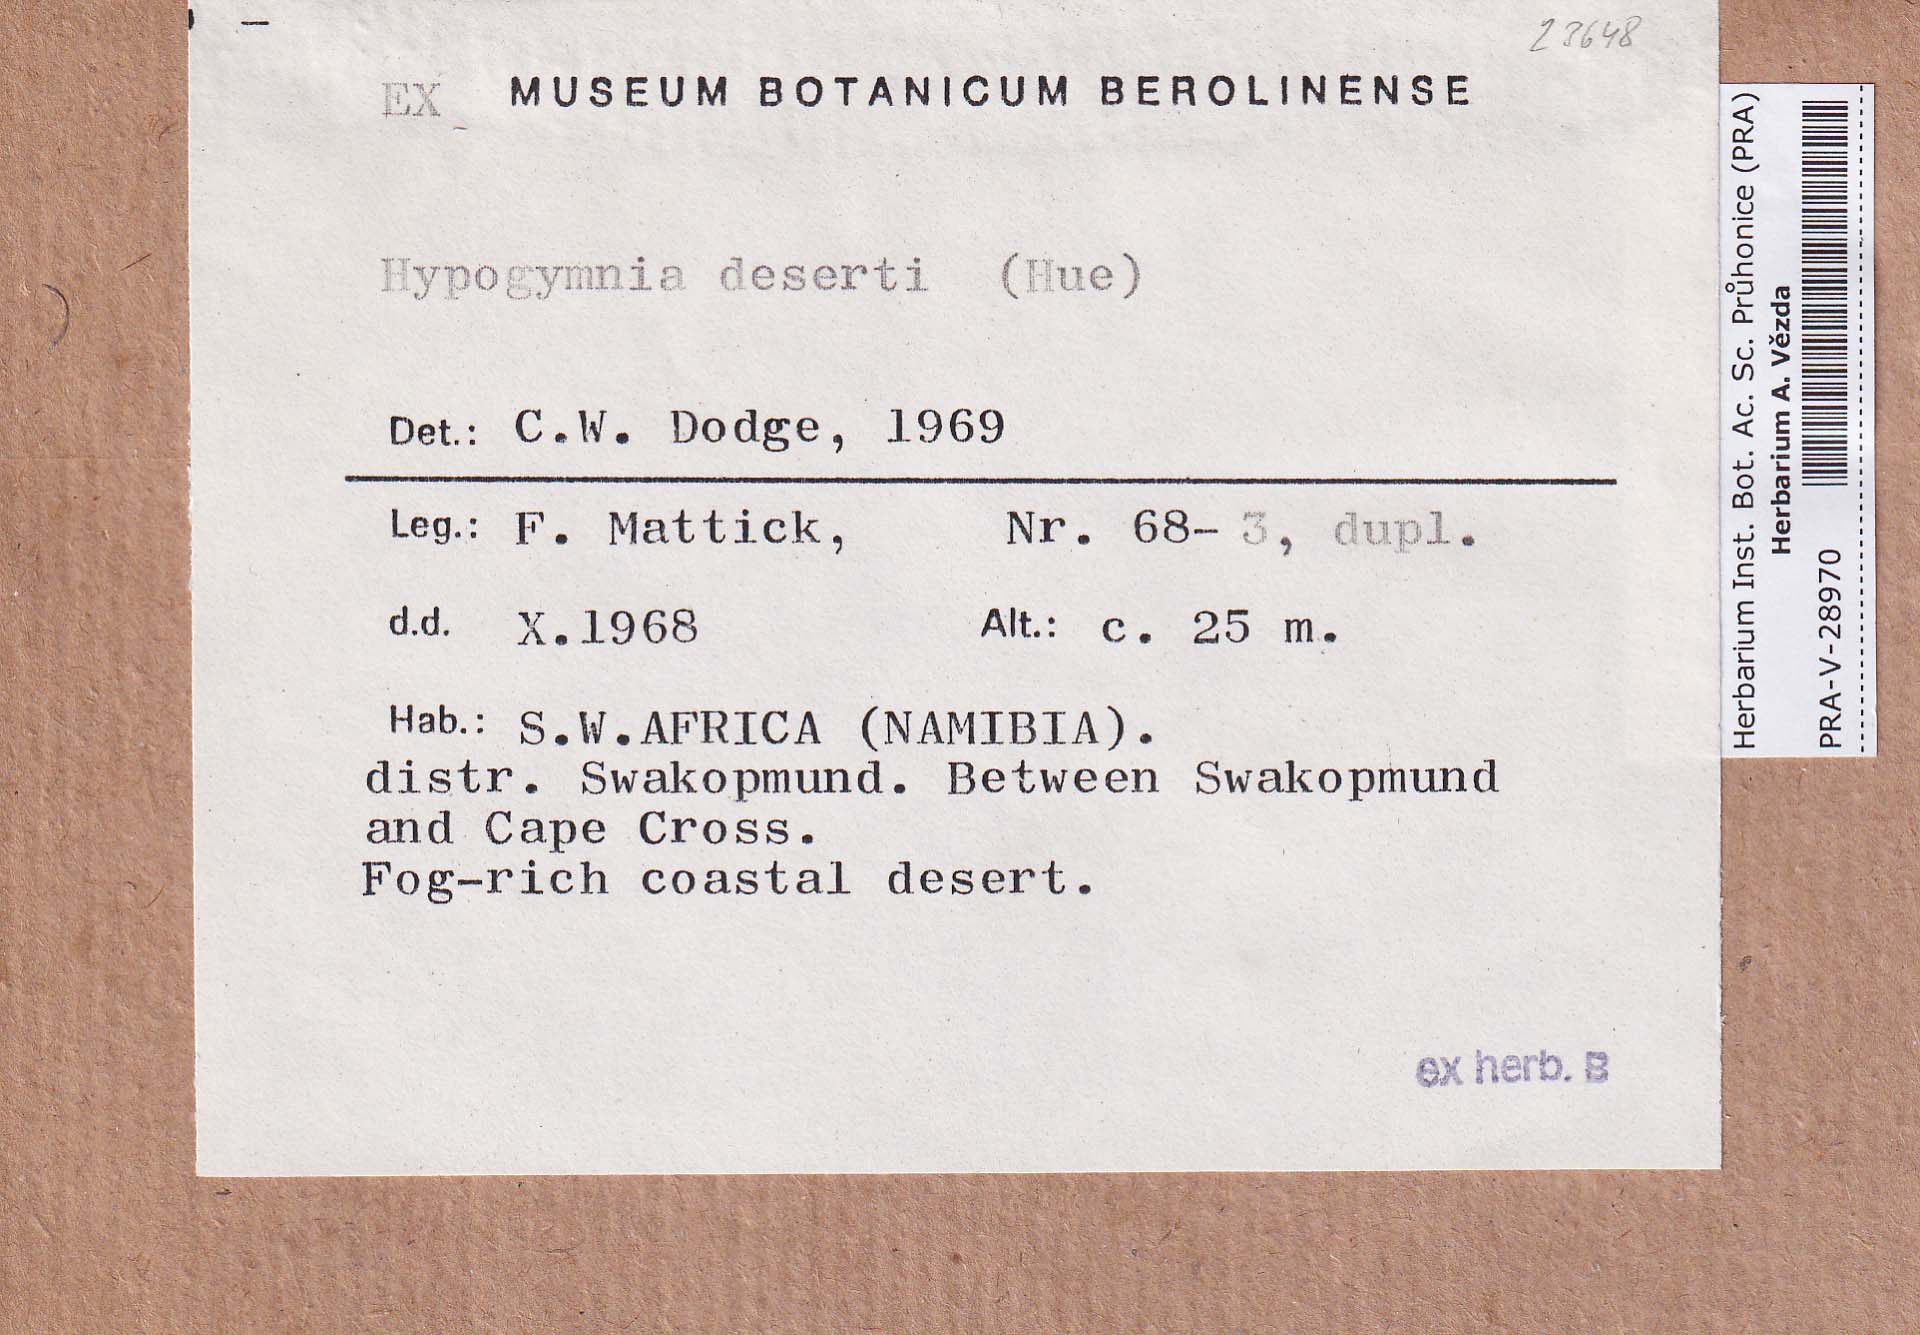 23648
EX MUSEUM BOTANICUM BEROLINENSE
Hypogymnia deserti (Hue)
Det.: C.W. Dodge, 1969
Leg.: F. Mattick, Nr. 68- 3, dupl.
d.d. X.1968 Alt.: c. 25 m.
Hab.: S.W.AFRICA (NAMIBIA).
distr. Swakopmund. Between Swakopmund
and Cape Cross.
Fog-rich coastal desert.
ex herb. B
Herbarium Inst. Bot. Ac. Sc. Průhonice (PRA)
Herbarium A. Vězda
PRA-V-28970